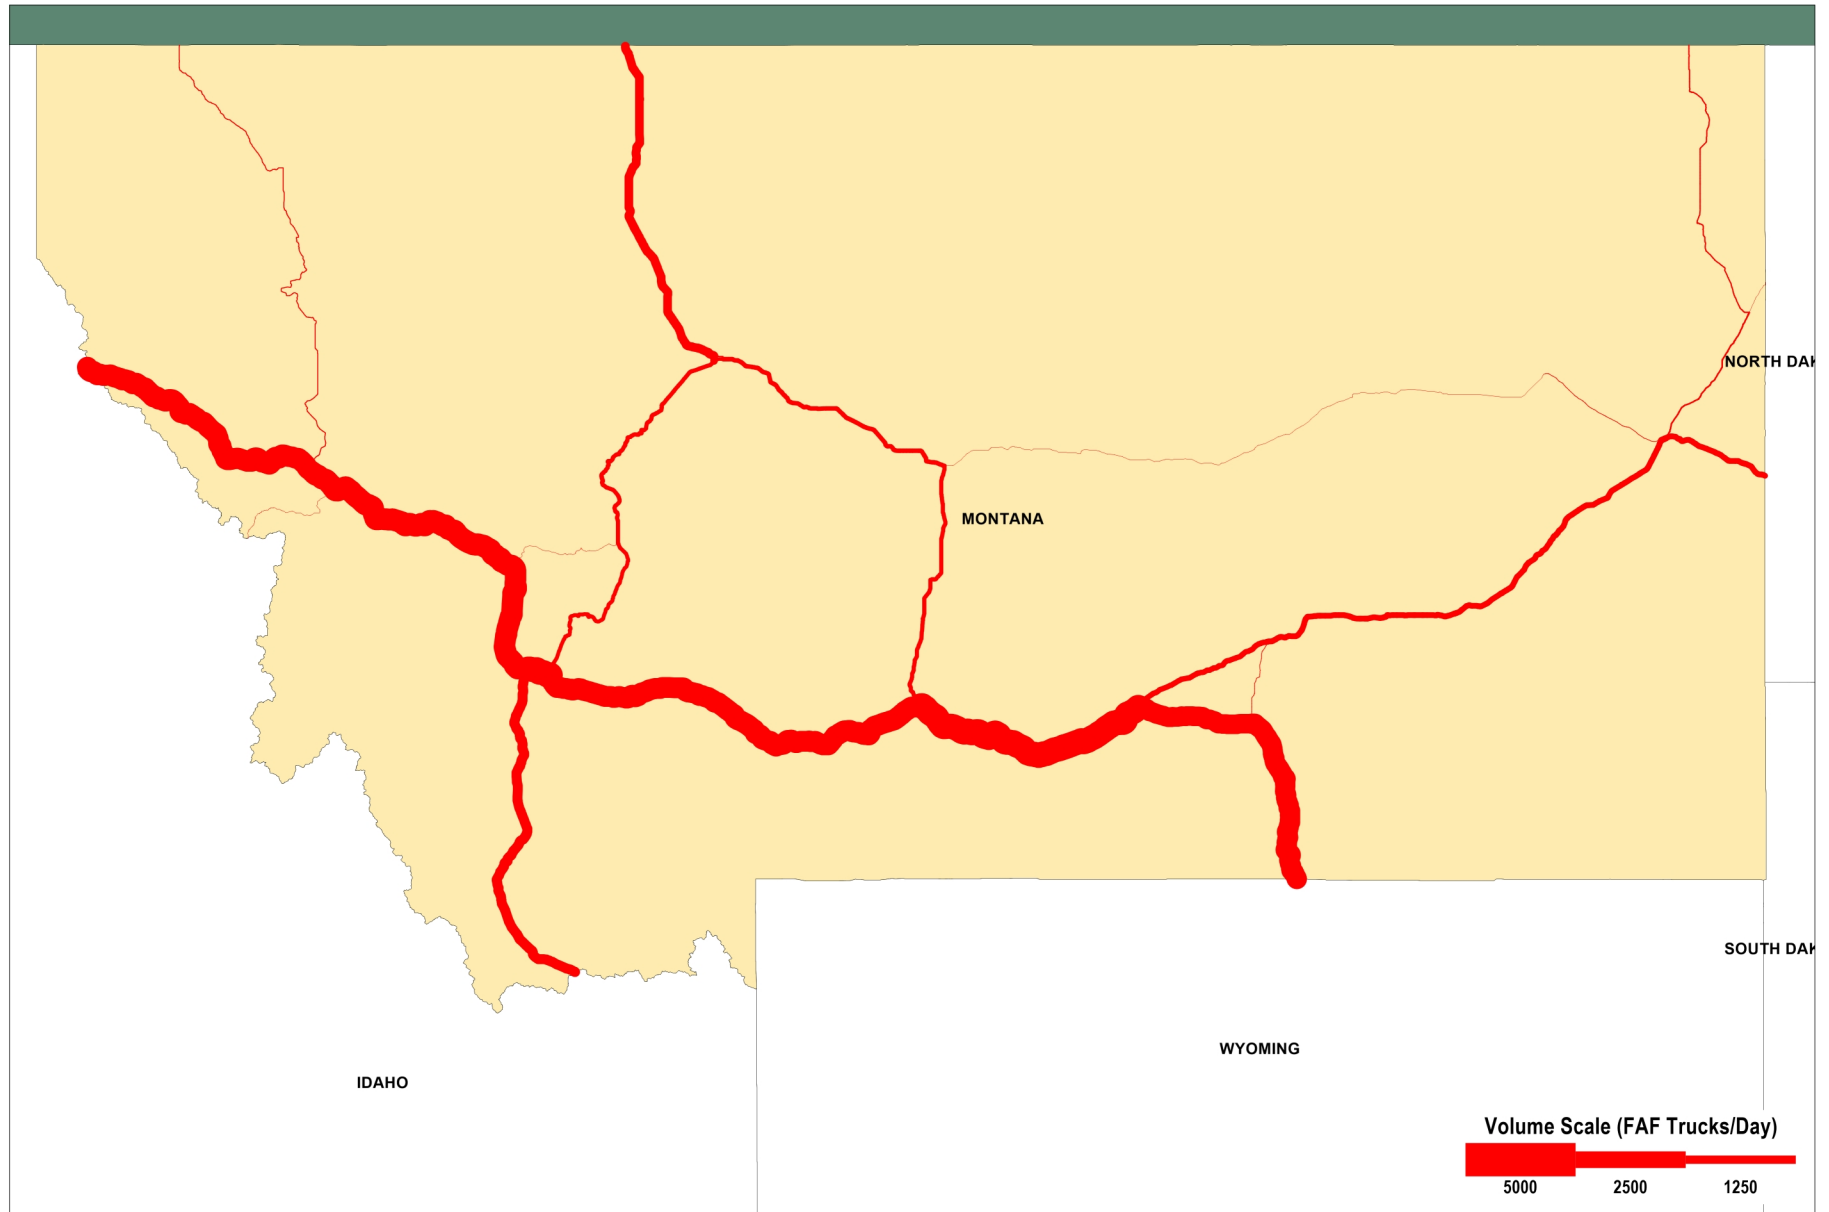 NORTH DAK
MONTANA
SOUTH DAK
WYOMING
IDAHO
Volume Scale (FAF Trucks/Day)
5000 2500 1250